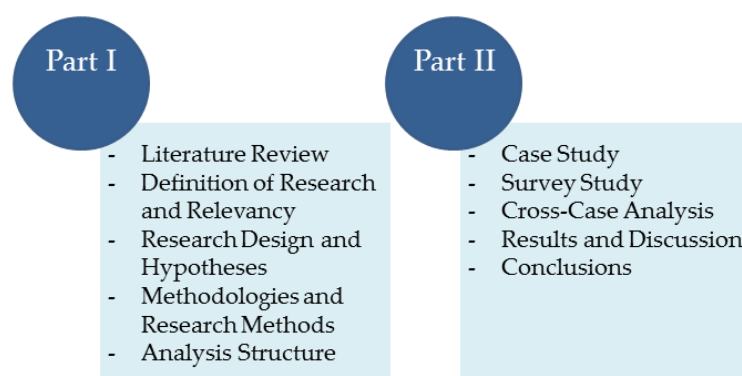 Part I
- Literature Review
- Definition of Research
and Relevancy
- Research Design and
Hypotheses
- Methodologies and
Research Methods
- Analysis Structure
Part II
- Case Study
- Survey Study
- Cross-Case Analysis
- Results and Discussion
- Conclusions